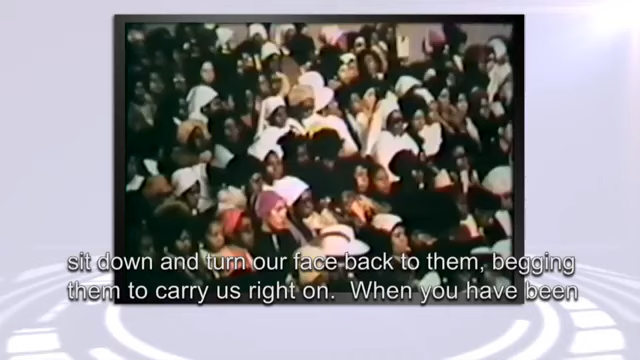 sit down and turn our face back to them, begging
them to carry us right on.  When you have been